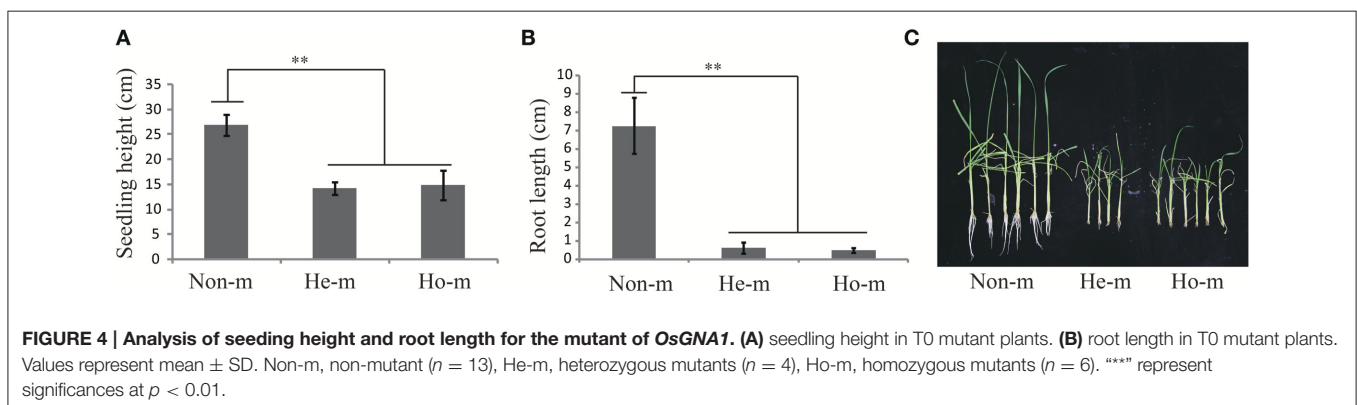 A
B
C
**
**
Seedling height (cm)
35
30
25
20
15
10
5
0
Non-m He-m Ho-m
Root length (cm)
10
9
8
7
6
5
4
3
2
1
0
Non-m He-m Ho-m
Non-m He-m Ho-m
FIGURE 4 | Analysis of seeding height and root length for the mutant of OsGNA1. (A) seedling height in T0 mutant plants. (B) root length in T0 mutant plants.
Values represent mean ± SD. Non-m, non-mutant (n = 13), He-m, heterozygous mutants (n = 4), Ho-m, homozygous mutants (n = 6). “**” represent
significances at p < 0.01.